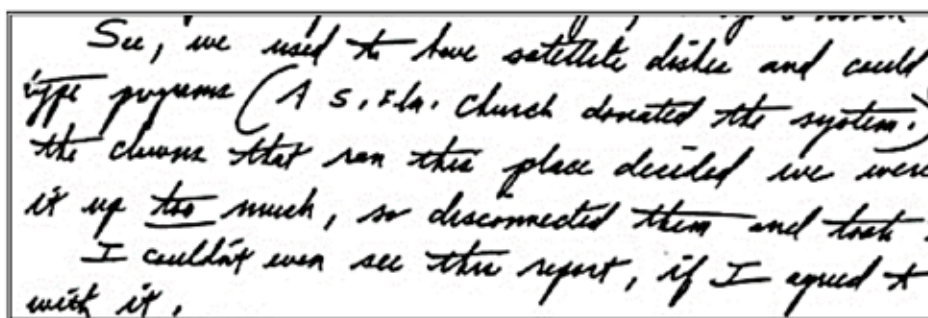 See, we used to have satellite dishes and could
type programs (A S. Fla. Church donated the system.)
the clowns that ran this place decided we were
it up too much, so disconnected them and took
I couldn't even see this report, if I agreed t
with it.